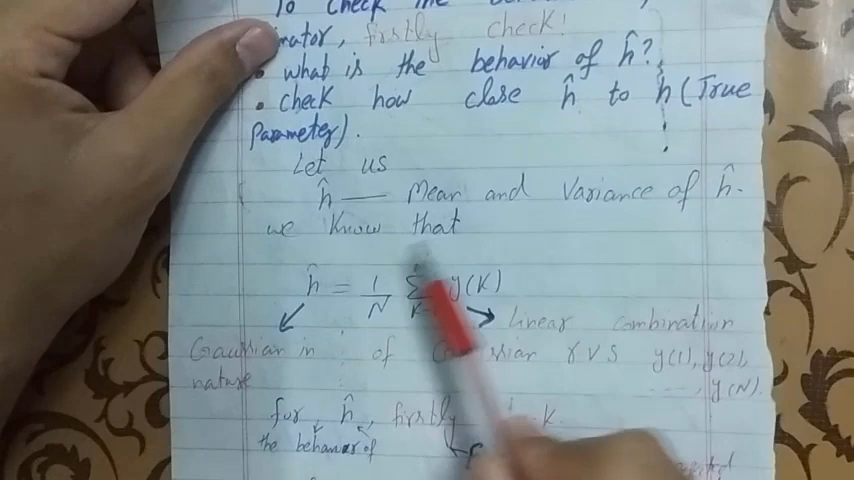 To check the
mator, firstly check!
• what is the behavior of ĥ?
• check how close ĥ to h (True
Parameter).
Let us
ĥ — Mean and Variance of ĥ.
we know that
ĥ = 1/N Σ y(K)
Linear combination
Gaussian in of Gaussian r v s y(1), y(2),
nature ...., y(N).
for ĥ, firstly
the behavior of